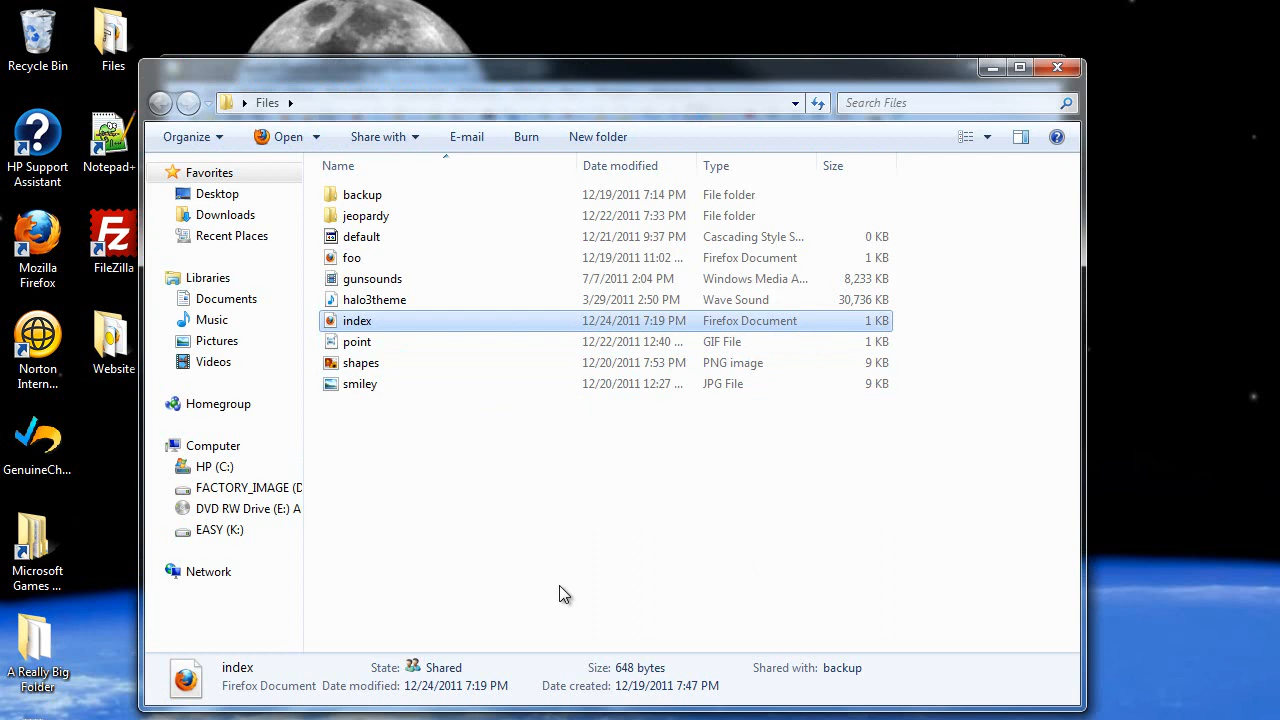 Recycle Bin
Files
HP Support
Assistant
Notepad+
Mozilla
Firefox
FileZilla
Norton
Intern...
Website
GenuineCh...
Microsoft
Games ...
A Really Big
Folder
Files
Search Files
Organize
Open
Share with
E-mail
Burn
New folder
Favorites
Desktop
Downloads
Recent Places
Libraries
Documents
Music
Pictures
Videos
Homegroup
Computer
HP (C:)
FACTORY_IMAGE (D
DVD RW Drive (E:) A
EASY (K:)
Network
Name Date modified Type Size
backup 12/19/2011 7:14 PM File folder
jeopardy 12/22/2011 7:33 PM File folder
default 12/21/2011 9:37 PM Cascading Style S... 0 KB
foo 12/19/2011 11:02 ... Firefox Document 1 KB
gunsounds 7/7/2011 2:04 PM Windows Media A... 8,233 KB
halo3theme 3/29/2011 2:50 PM Wave Sound 30,736 KB
index 12/24/2011 7:19 PM Firefox Document 1 KB
point 12/22/2011 12:40 ... GIF File 1 KB
shapes 12/20/2011 7:53 PM PNG image 9 KB
smiley 12/20/2011 12:27 ... JPG File 9 KB
index State: Shared Size: 648 bytes Shared with: backup
Firefox Document Date modified: 12/24/2011 7:19 PM Date created: 12/19/2011 7:47 PM